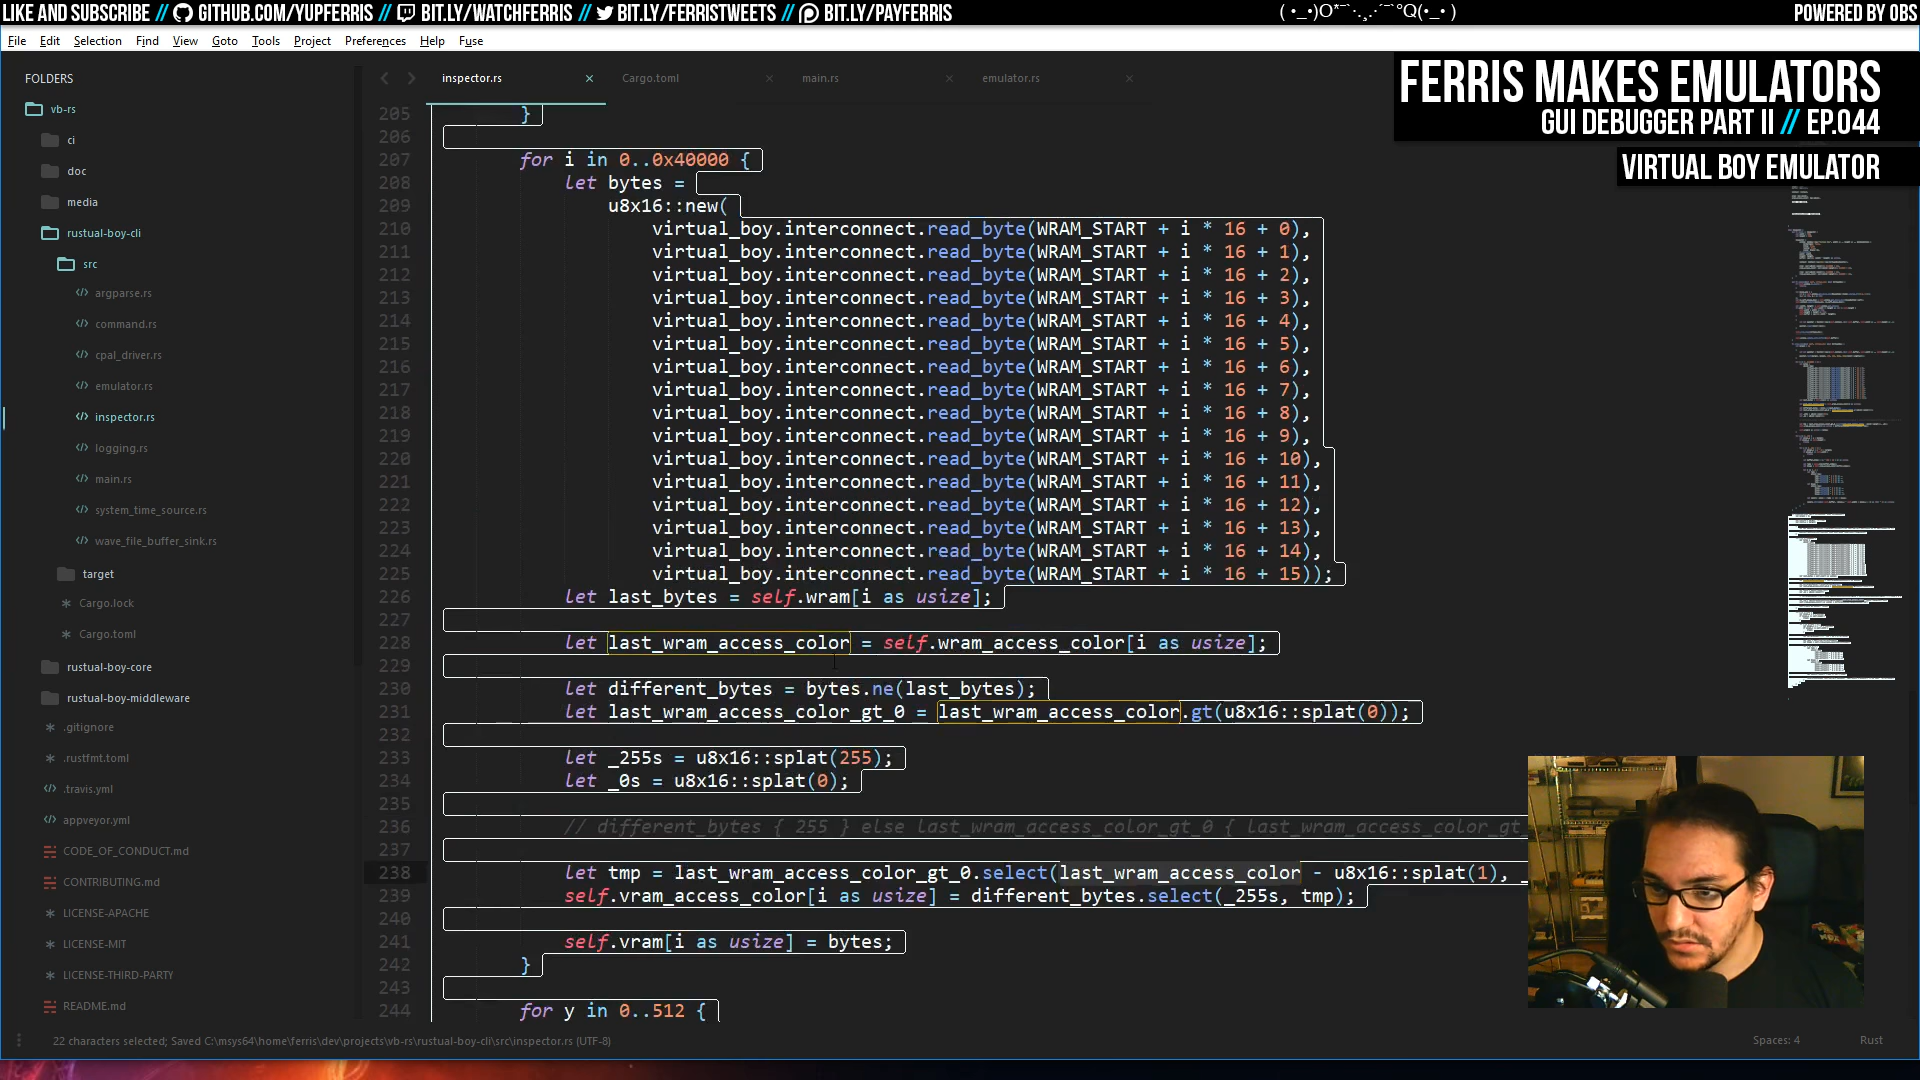 LIKE AND SUBSCRIBE // GITHUB.COM/YUPFERRIS // BIT.LY/WATCHFERRIS // BIT.LY/FERRISTWEETS // BIT.LY/PAYFERRIS
POWERED BY OBS
File Edit Selection Find View Goto Tools Project Preferences Help Fuse
FERRIS MAKES EMULATORS
GUI DEBUGGER PART II // EP.044
VIRTUAL BOY EMULATOR
FOLDERS
vb-rs
ci
doc
media
rustual-boy-cli
src
argparse.rs
command.rs
cpal_driver.rs
emulator.rs
inspector.rs
logging.rs
main.rs
system_time_source.rs
wave_file_buffer_sink.rs
target
Cargo.lock
Cargo.toml
rustual-boy-core
rustual-boy-middleware
.gitignore
.rustfmt.toml
.travis.yml
appveyor.yml
CODE_OF_CONDUCT.md
CONTRIBUTING.md
LICENSE-APACHE
LICENSE-MIT
LICENSE-THIRD-PARTY
README.md
inspector.rs × Cargo.toml × main.rs × emulator.rs ×
205 }
206
207 for i in 0..0x40000 {
208 let bytes =
209 u8x16::new(
210 virtual_boy.interconnect.read_byte(WRAM_START + i * 16 + 0),
211 virtual_boy.interconnect.read_byte(WRAM_START + i * 16 + 1),
212 virtual_boy.interconnect.read_byte(WRAM_START + i * 16 + 2),
213 virtual_boy.interconnect.read_byte(WRAM_START + i * 16 + 3),
214 virtual_boy.interconnect.read_byte(WRAM_START + i * 16 + 4),
215 virtual_boy.interconnect.read_byte(WRAM_START + i * 16 + 5),
216 virtual_boy.interconnect.read_byte(WRAM_START + i * 16 + 6),
217 virtual_boy.interconnect.read_byte(WRAM_START + i * 16 + 7),
218 virtual_boy.interconnect.read_byte(WRAM_START + i * 16 + 8),
219 virtual_boy.interconnect.read_byte(WRAM_START + i * 16 + 9),
220 virtual_boy.interconnect.read_byte(WRAM_START + i * 16 + 10),
221 virtual_boy.interconnect.read_byte(WRAM_START + i * 16 + 11),
222 virtual_boy.interconnect.read_byte(WRAM_START + i * 16 + 12),
223 virtual_boy.interconnect.read_byte(WRAM_START + i * 16 + 13),
224 virtual_boy.interconnect.read_byte(WRAM_START + i * 16 + 14),
225 virtual_boy.interconnect.read_byte(WRAM_START + i * 16 + 15));
226 let last_bytes = self.wram[i as usize];
227
228 let last_wram_access_color = self.wram_access_color[i as usize];
229
230 let different_bytes = bytes.ne(last_bytes);
231 let last_wram_access_color_gt_0 = last_wram_access_color.gt(u8x16::splat(0));
232
233 let _255s = u8x16::splat(255);
234 let _0s = u8x16::splat(0);
235
236 // different_bytes { 255 } else last_wram_access_color_gt_0 { last_wram_access_color_gt_
237
238 let tmp = last_wram_access_color_gt_0.select(last_wram_access_color - u8x16::splat(1), _
239 self.vram_access_color[i as usize] = different_bytes.select(_255s, tmp);
240
241 self.vram[i as usize] = bytes;
242 }
243
244 for y in 0..512 {
22 characters selected; Saved C:\msys64\home\ferris\dev\projects\vb-rs\rustual-boy-cli\src\inspector.rs (UTF-8)
Spaces: 4
Rust